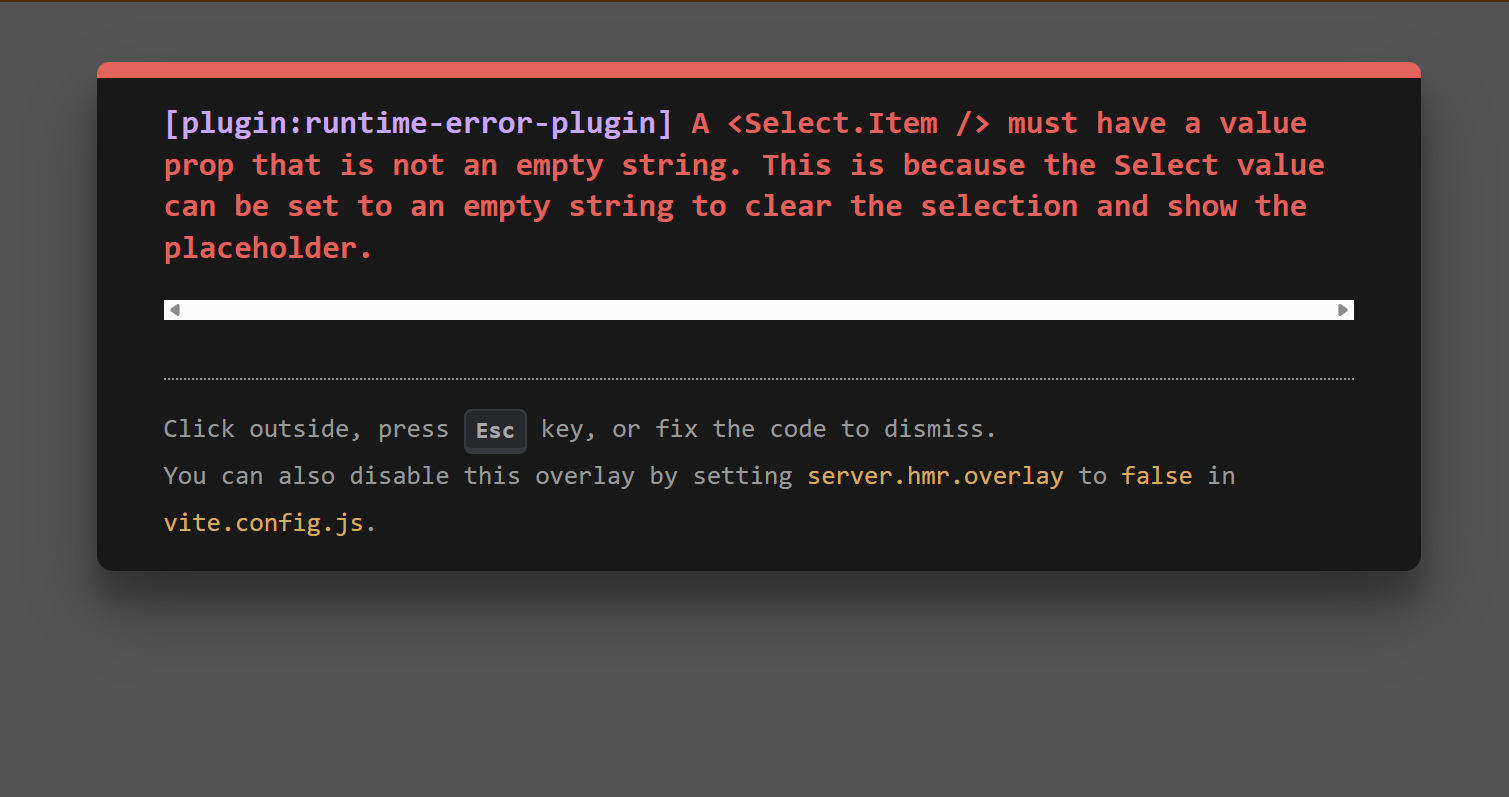 [plugin:runtime-error-plugin] A <Select.Item /> must have a value
prop that is not an empty string. This is because the Select value
can be set to an empty string to clear the selection and show the
placeholder.
Click outside, press Esc key, or fix the code to dismiss.
You can also disable this overlay by setting server.hmr.overlay to false in
vite.config.js.